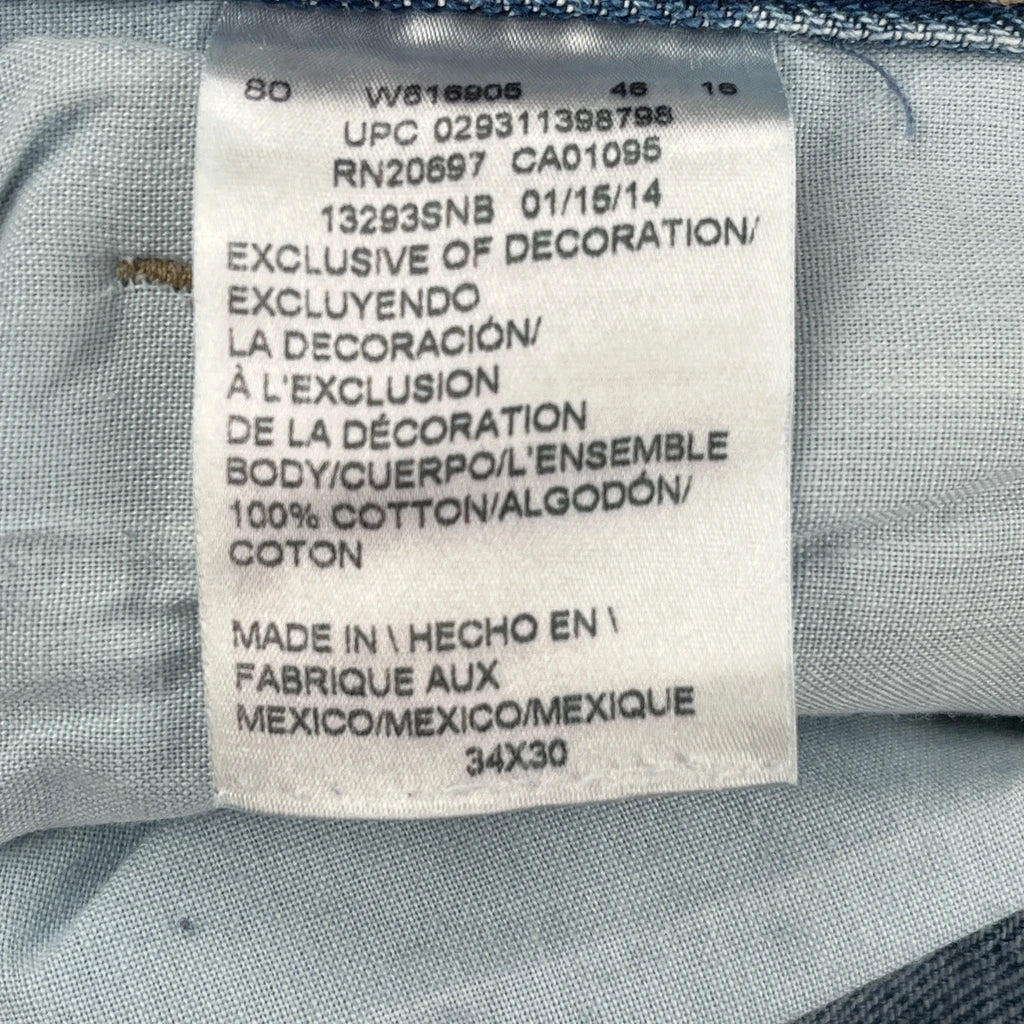 80 W816905 46 16
UPC 029311398798
RN20697 CA01095
13293SNB 01/15/14
EXCLUSIVE OF DECORATION/
EXCLUYENDO
LA DECORACIÓN/
À L'EXCLUSION
DE LA DÉCORATION
BODY/CUERPO/L'ENSEMBLE
100% COTTON/ALGODÓN/
COTON
MADE IN \ HECHO EN \
FABRIQUE AUX
MEXICO/MEXICO/MEXIQUE
34X30